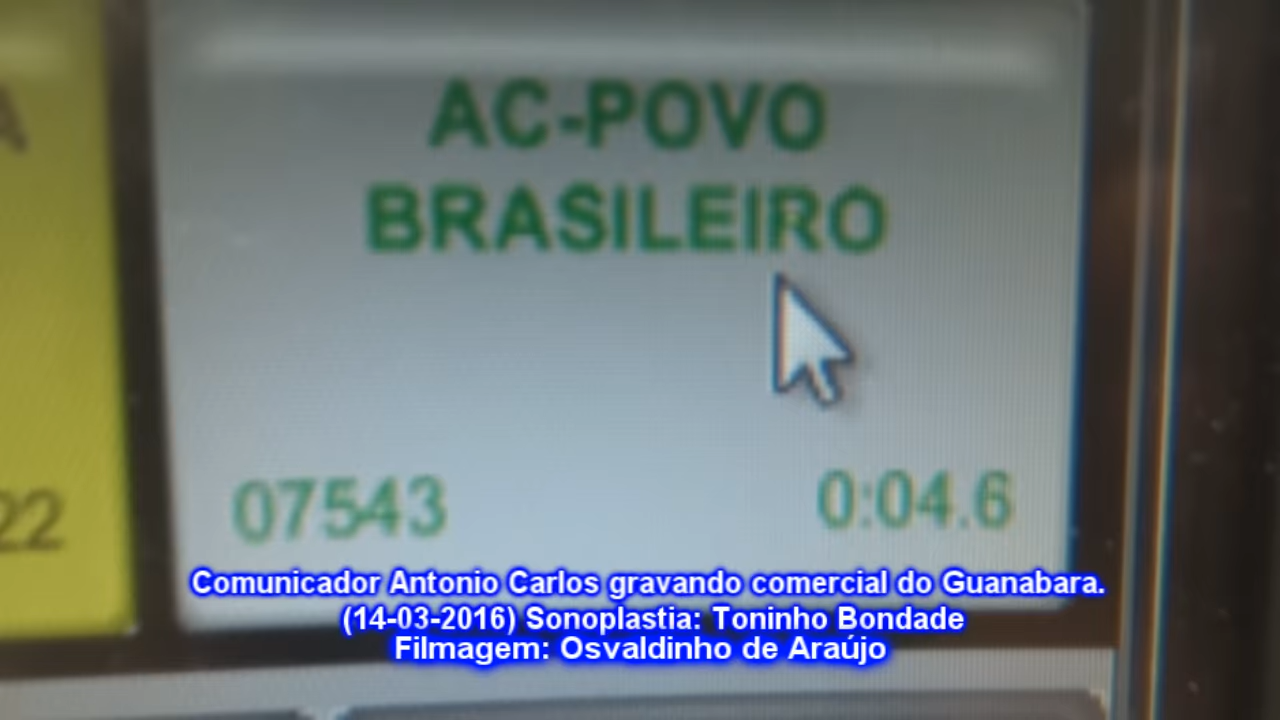 A
AC-POVO
BRASILEIRO
22
07543
0:04.6
Comunicador Antonio Carlos gravando comercial do Guanabara.
(14-03-2016) Sonoplastia: Toninho Bondade
Filmagem: Osvaldinho de Araújo